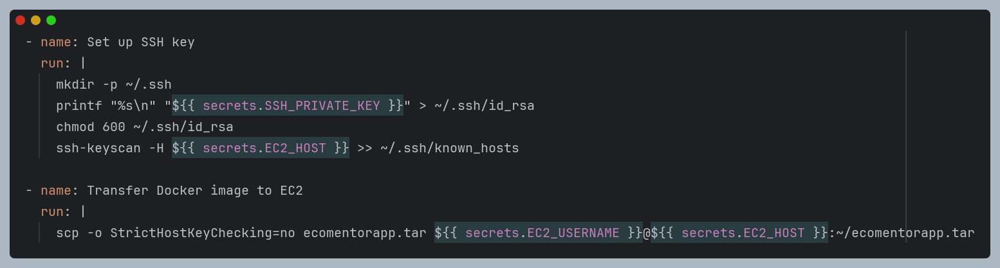 - name: Set up SSH key
  run: |
    mkdir -p ~/.ssh
    printf "%s\n" "${{ secrets.SSH_PRIVATE_KEY }}" > ~/.ssh/id_rsa
    chmod 600 ~/.ssh/id_rsa
    ssh-keyscan -H ${{ secrets.EC2_HOST }} >> ~/.ssh/known_hosts

- name: Transfer Docker image to EC2
  run: |
    scp -o StrictHostKeyChecking=no ecomentorapp.tar ${{ secrets.EC2_USERNAME }}@${{ secrets.EC2_HOST }}:~/ecomentorapp.tar